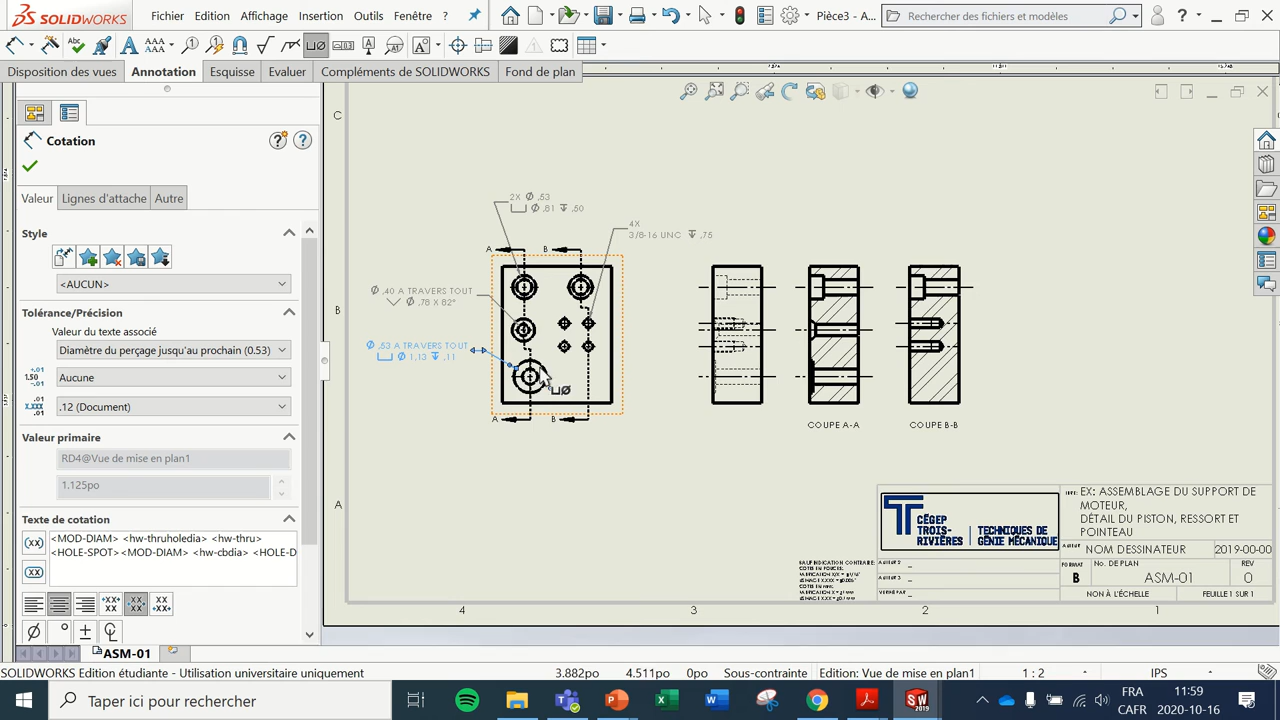 SOLIDWORKS
Fichier
Edition
Affichage
Insertion
Outils
Fenêtre
?
Pièce3 - A...
Rechercher des fichiers et modèles
?
Disposition des vues
Annotation
Esquisse
Evaluer
Compléments de SOLIDWORKS
Fond de plan
Cotation
Valeur
Lignes d'attache
Autre
Style
<AUCUN>
Tolérance/Précision
Valeur du texte associé
Diamètre du perçage jusqu'au prochain (0.53)
Aucune
.12 (Document)
Valeur primaire
RD4@Vue de mise en plan1
1.125po
Texte de cotation
<MOD-DIAM> <hw-thruholedia> <hw-thru>
<HOLE-SPOT><MOD-DIAM> <hw-cbdia> <HOLE-D
C
B
A
2X Ø .53
⌴ Ø .81 ↧ .50
4X
3/8-16 UNC ↧ .75
A
B
Ø .40 A TRAVERS TOUT
⌵ Ø .78 X 82°
Ø .53 A TRAVERS TOUT
⌴ Ø 1,13 ↧ .11
A
B
COUPE A-A
COUPE B-B
CÉGEP
TROIS-
RIVIÈRES
TECHNIQUES DE
GÉNIE MÉCANIQUE
EX: ASSEMBLAGE DU SUPPORT DE
MOTEUR,
DÉTAIL DU PISTON, RESSORT ET
POINTEAU
NOM DESSINATEUR
2019-00-00
FORMAT
B
No. DE PLAN
ASM-01
REV
0
NON À L'ÉCHELLE
FEUILLE 1 SUR 1
4
3
2
1
ASM-01
SOLIDWORKS Edition étudiante - Utilisation universitaire uniquement
3.882po
4.511po
0po
Sous-contrainte
Edition: Vue de mise en plan1
1 : 2
IPS
Taper ici pour rechercher
FRA
CAFR
11:59
2020-10-16